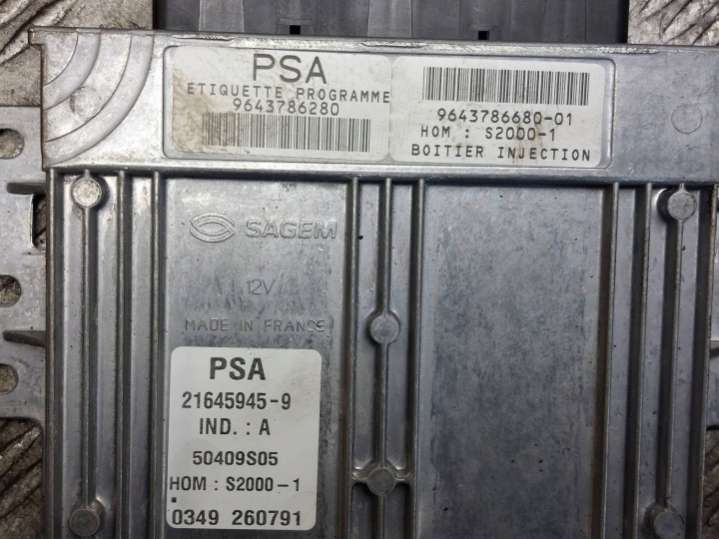 PSA
ETIQUETTE PROGRAMME
9643786280
9643786680-01
HOM : S2000-1
BOITIER INJECTION
SAGEM
12V
MADE IN FRANCE
PSA
21645945-9
IND. : A
50409S05
HOM : S2000-1
0349 260791